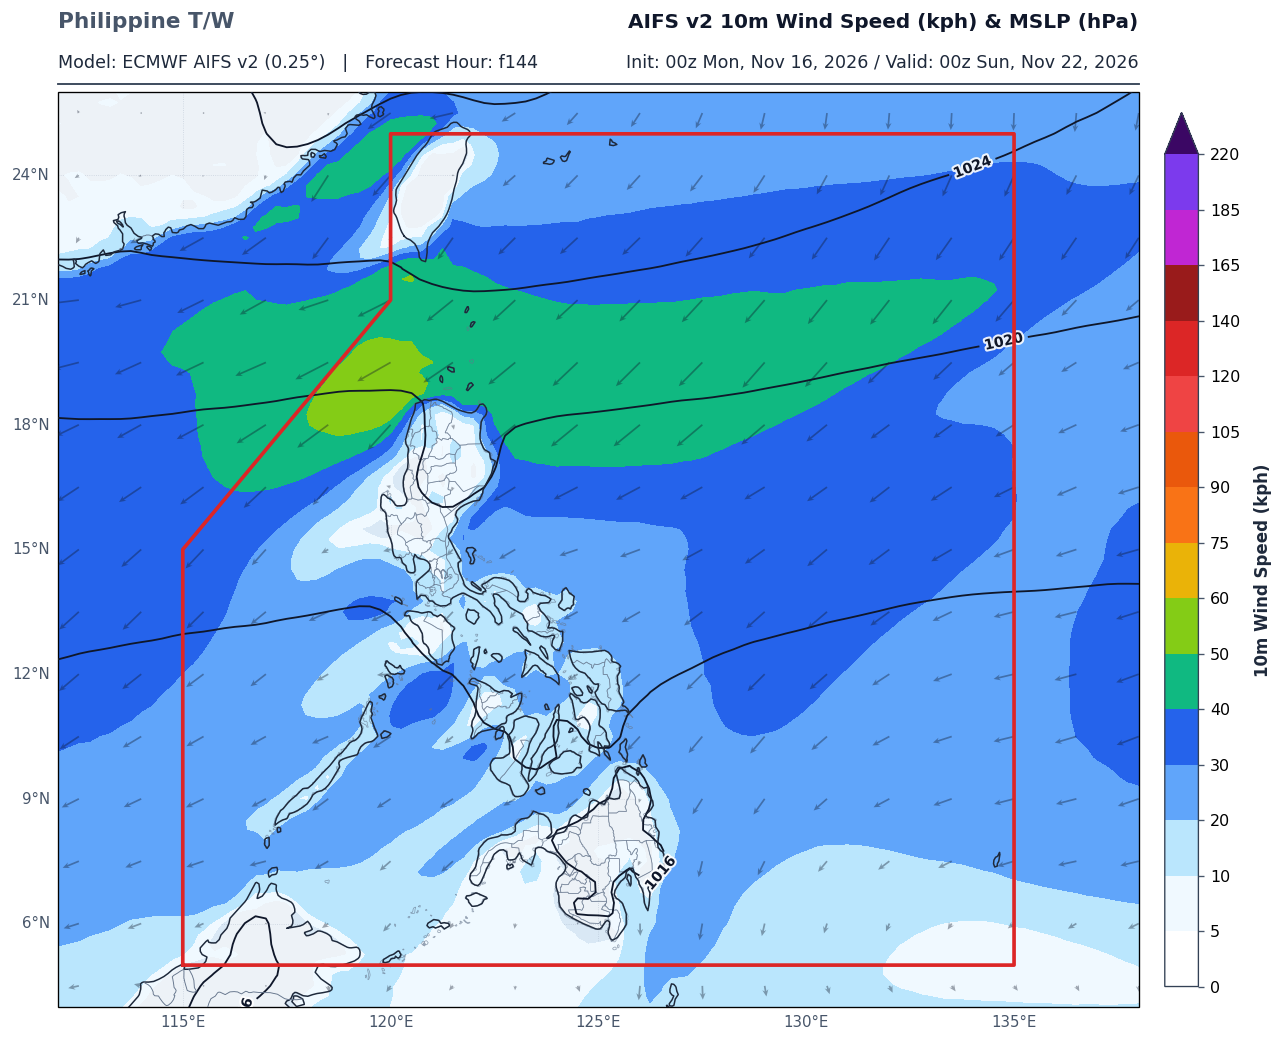 Philippine T/W
AIFS v2 10m Wind Speed (kph) & MSLP (hPa)
Model: ECMWF AIFS v2 (0.25°) | Forecast Hour: f144
Init: 00z Mon, Nov 16, 2026 / Valid: 00z Sun, Nov 22, 2026
24°N
21°N
18°N
15°N
12°N
9°N
6°N
115°E
120°E
125°E
130°E
135°E
1024
1020
1016
6
220
185
165
140
120
105
90
75
60
50
40
30
20
10
5
0
10m Wind Speed (kph)